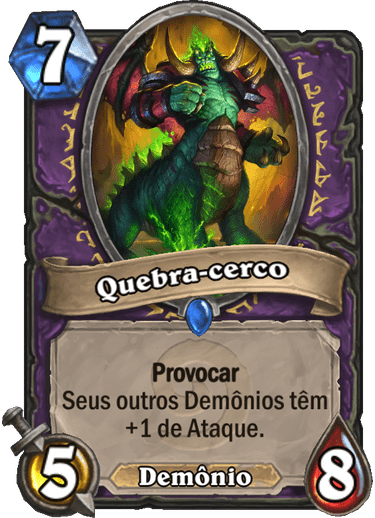 7
Quebra-cerco
Provocar
Seus outros Demônios têm
+1 de Ataque.
5
Demônio
8